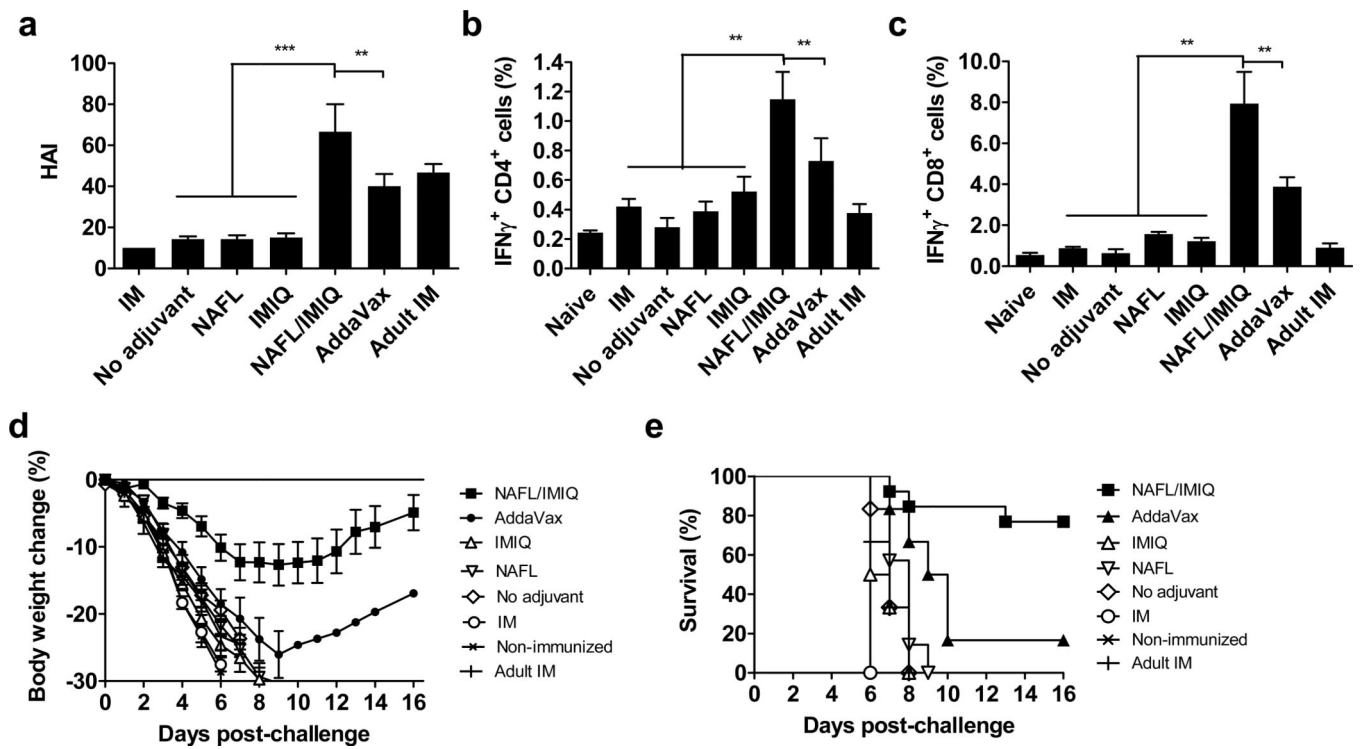 a
***
**
100
80
60
40
20
0
HAI
IM
No adjuvant
NAFL
IMIQ
NAFL/IMIQ
AddaVax
Adult IM
b
**
**
1.4
1.2
1.0
0.8
0.6
0.4
0.2
0.0
IFNγ⁺ CD4⁺ cells (%)
Naive
IM
No adjuvant
NAFL
IMIQ
NAFL/IMIQ
AddaVax
Adult IM
c
**
**
10.0
8.0
6.0
4.0
2.0
0.0
IFNγ⁺ CD8⁺ cells (%)
Naive
IM
No adjuvant
NAFL
IMIQ
NAFL/IMIQ
AddaVax
Adult IM
d
Body weight change (%)
0
-10
-20
-30
0 2 4 6 8 10 12 14 16
Days post-challenge
NAFL/IMIQ
AddaVax
IMIQ
NAFL
No adjuvant
IM
Non-immunized
Adult IM
e
Survival (%)
100
80
60
40
20
0
0 2 4 6 8 10 12 14 16
Days post-challenge
NAFL/IMIQ
AddaVax
IMIQ
NAFL
No adjuvant
IM
Non-immunized
Adult IM